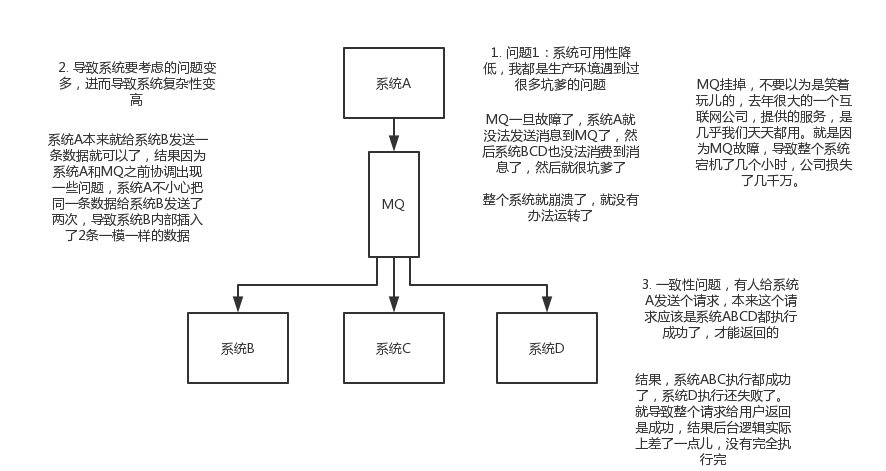 2. 导致系统要考虑的问题变
多，进而导致系统复杂性变
高
系统A本来就给系统B发送一
条数据就可以了，结果因为
系统A和MQ之前协调出现
一些问题，系统A不小心把
同一条数据给系统B发送了
两次，导致系统B内部插入
了2条一模一样的数据
系统A
MQ
系统B
系统C
系统D
1. 问题1：系统可用性降
低，我都是生产环境遇到过
很多坑爹的问题
MQ一旦故障了，系统A就
没法发送消息到MQ了，然
后系统BCD也没法消费到消
息了，然后就很坑爹了
整个系统就崩溃了，就没有
办法运转了
MQ挂掉，不要以为是笑着
玩儿的，去年很大的一个互
联网公司，提供的服务，是
几乎我们天天都用。就是因
为MQ故障，导致整个系统
宕机了几个小时，公司损失
了几千万。
3. 一致性问题，有人给系统
A发送个请求，本来这个请
求应该是系统ABCD都执行
成功了，才能返回的
结果，系统ABC执行都成功
了，系统D执行还失败了。
就导致整个请求给用户返回
是成功，结果后台逻辑实际
上差了一点儿，没有完全执
行完